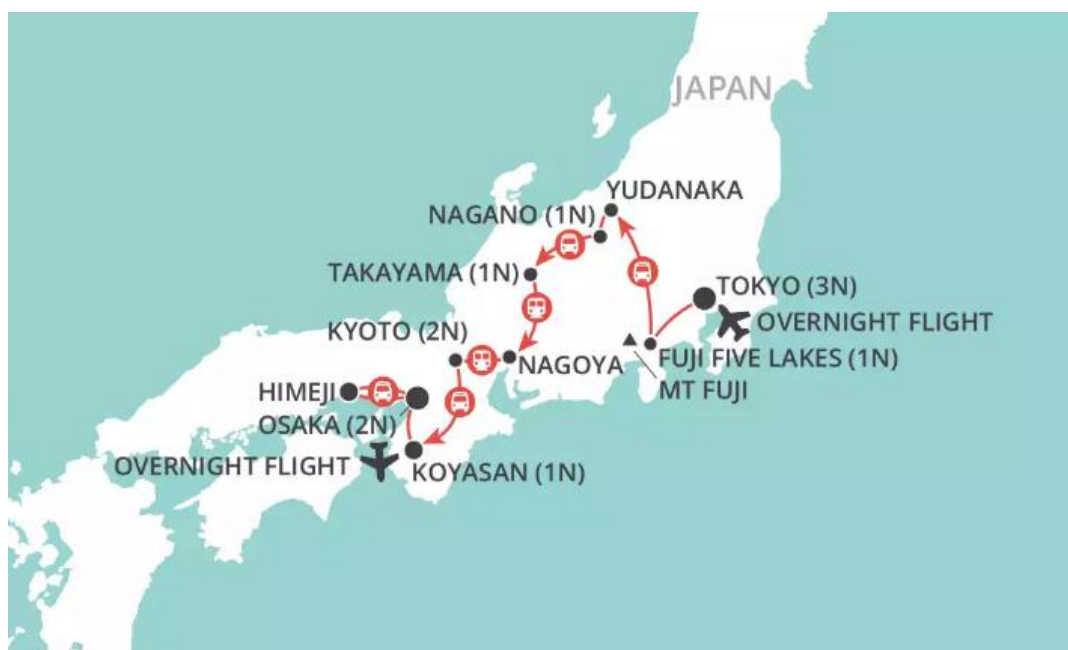 JAPAN
YUDANAKA
NAGANO (1N)
TAKAYAMA (1N)
TOKYO (3N)
OVERNIGHT FLIGHT
KYOTO (2N)
NAGOYA
FUJI FIVE LAKES (1N)
MT FUJI
HIMEJI
OSAKA (2N)
OVERNIGHT FLIGHT
KOYASAN (1N)